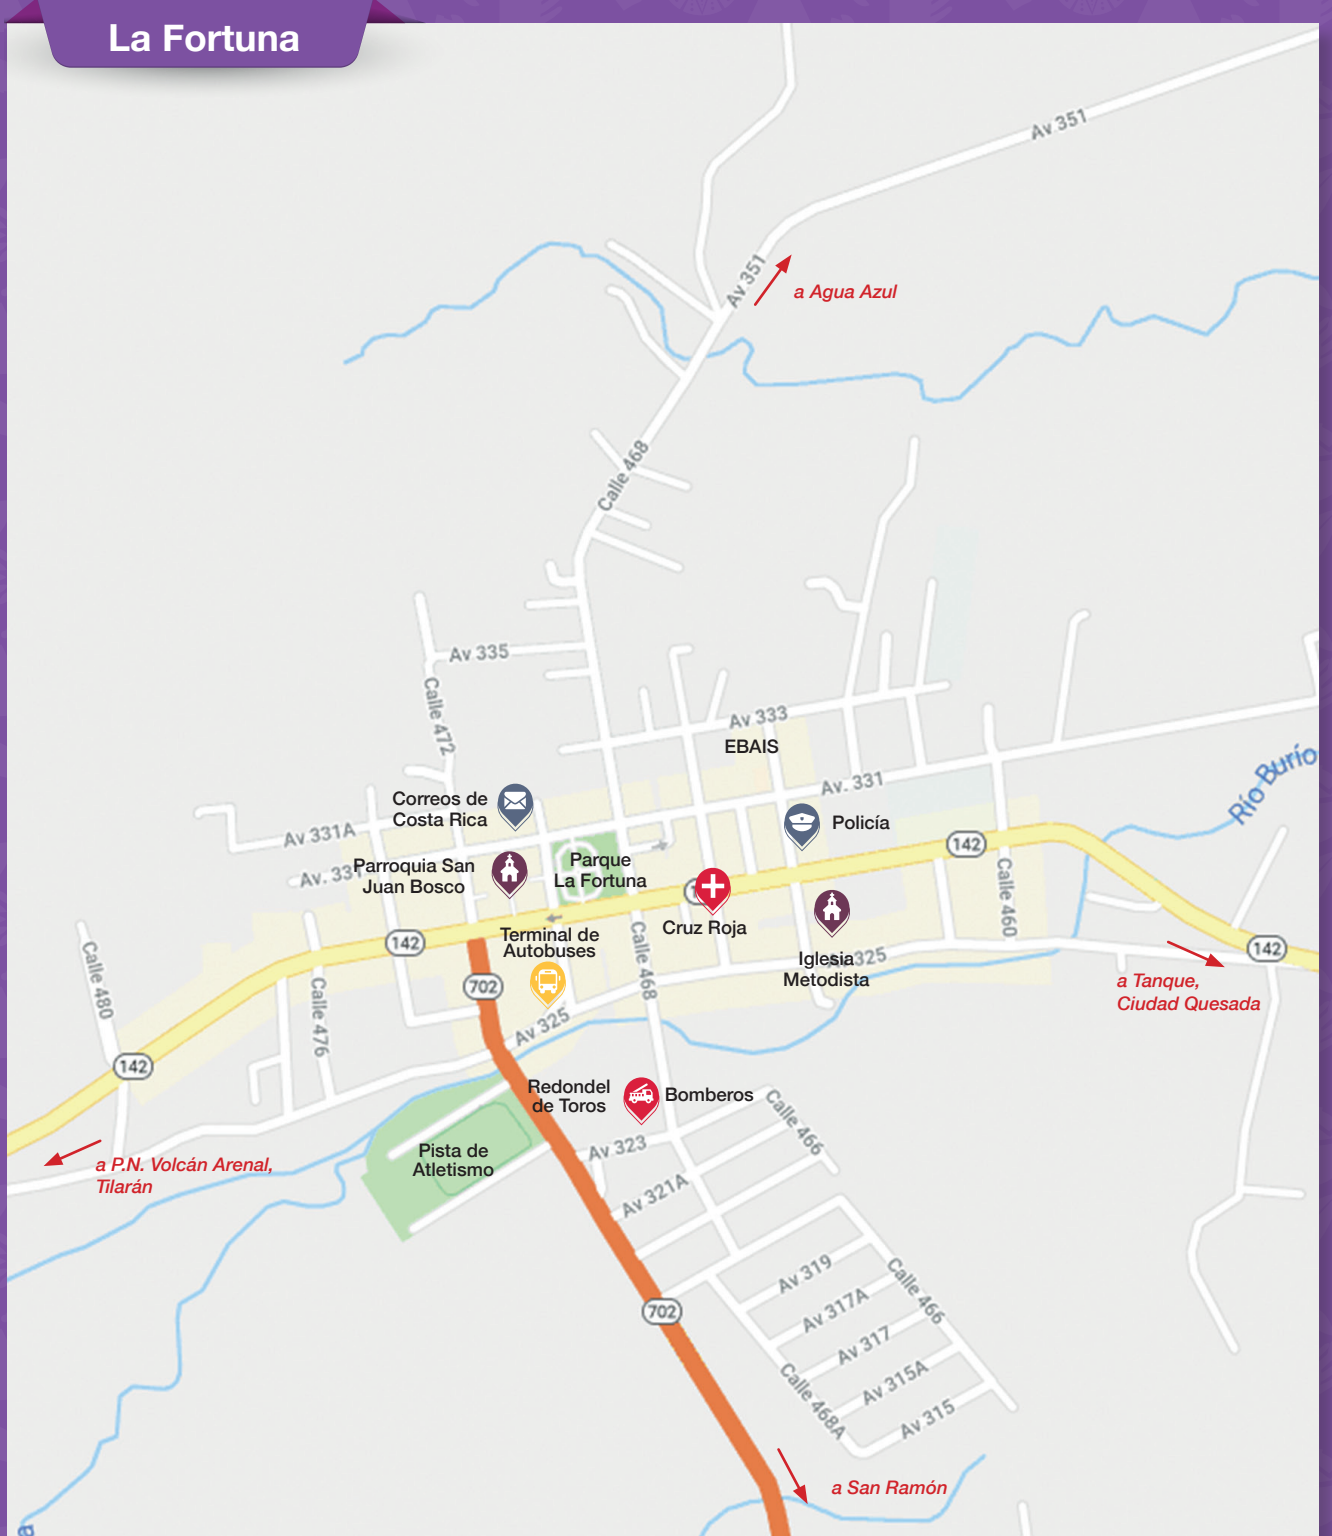 La Fortuna
Av 351
Av 351
a Agua Azul
Calle 468
Av 335
Calle 472
Av 333
EBAIS
Río Burío
Av. 331
Correos de
Costa Rica
Policía
Av 331A
142
Parque
La Fortuna
Parroquia San
Juan Bosco
Av. 331
Calle 460
Cruz Roja
Terminal de
Autobuses
142
Calle 468
Iglesia
Metodista
Av 325
142
Calle 480
702
a Tanque,
Ciudad Quesada
Calle 476
Av 325
142
Redondel
de Toros
Bomberos
Calle 466
Pista de
Atletismo
Av 323
a P.N. Volcán Arenal,
Tilarán
Av 321A
Av 319
Calle 466
Av 317A
702
Av 317
Av 315A
Calle 468A
Av 315
a San Ramón